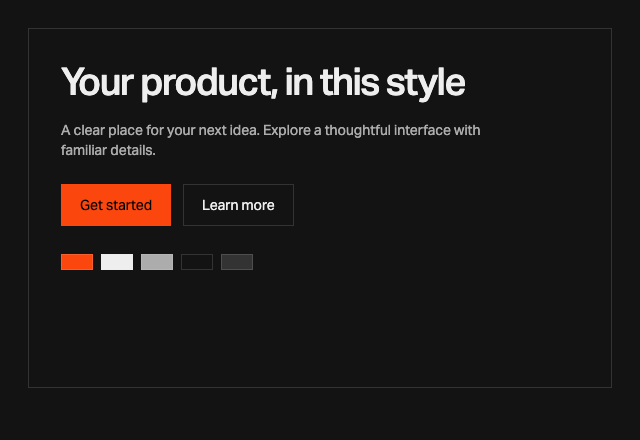 Your product, in this style
A clear place for your next idea. Explore a thoughtful interface with
familiar details.
Get started
Learn more